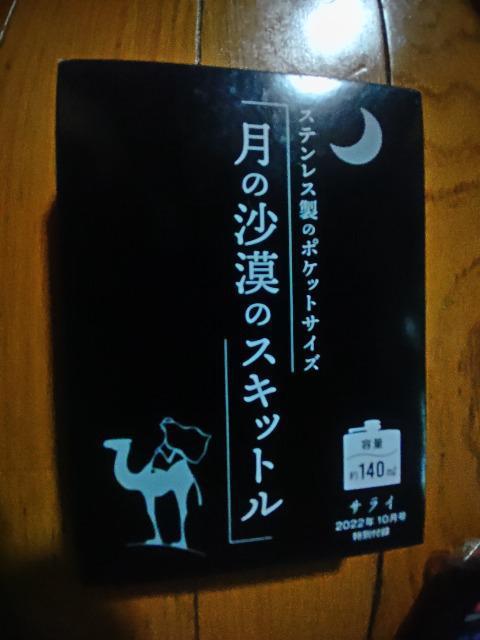 ステンレス製のポケットサイズ
「月の沙漠のスキットル」
容量
約140㎖
サライ
2022年10月号
特別付録